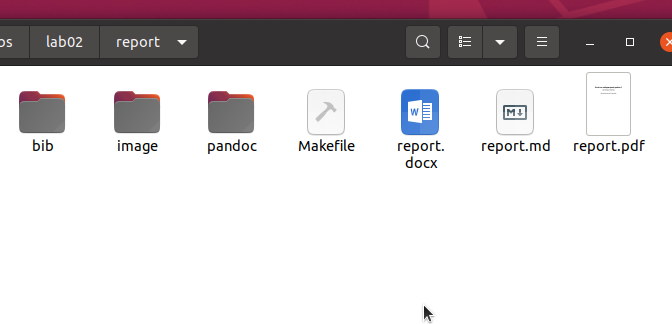 os lab02 report
bib image pandoc Makefile report. report.md report.pdf
docx